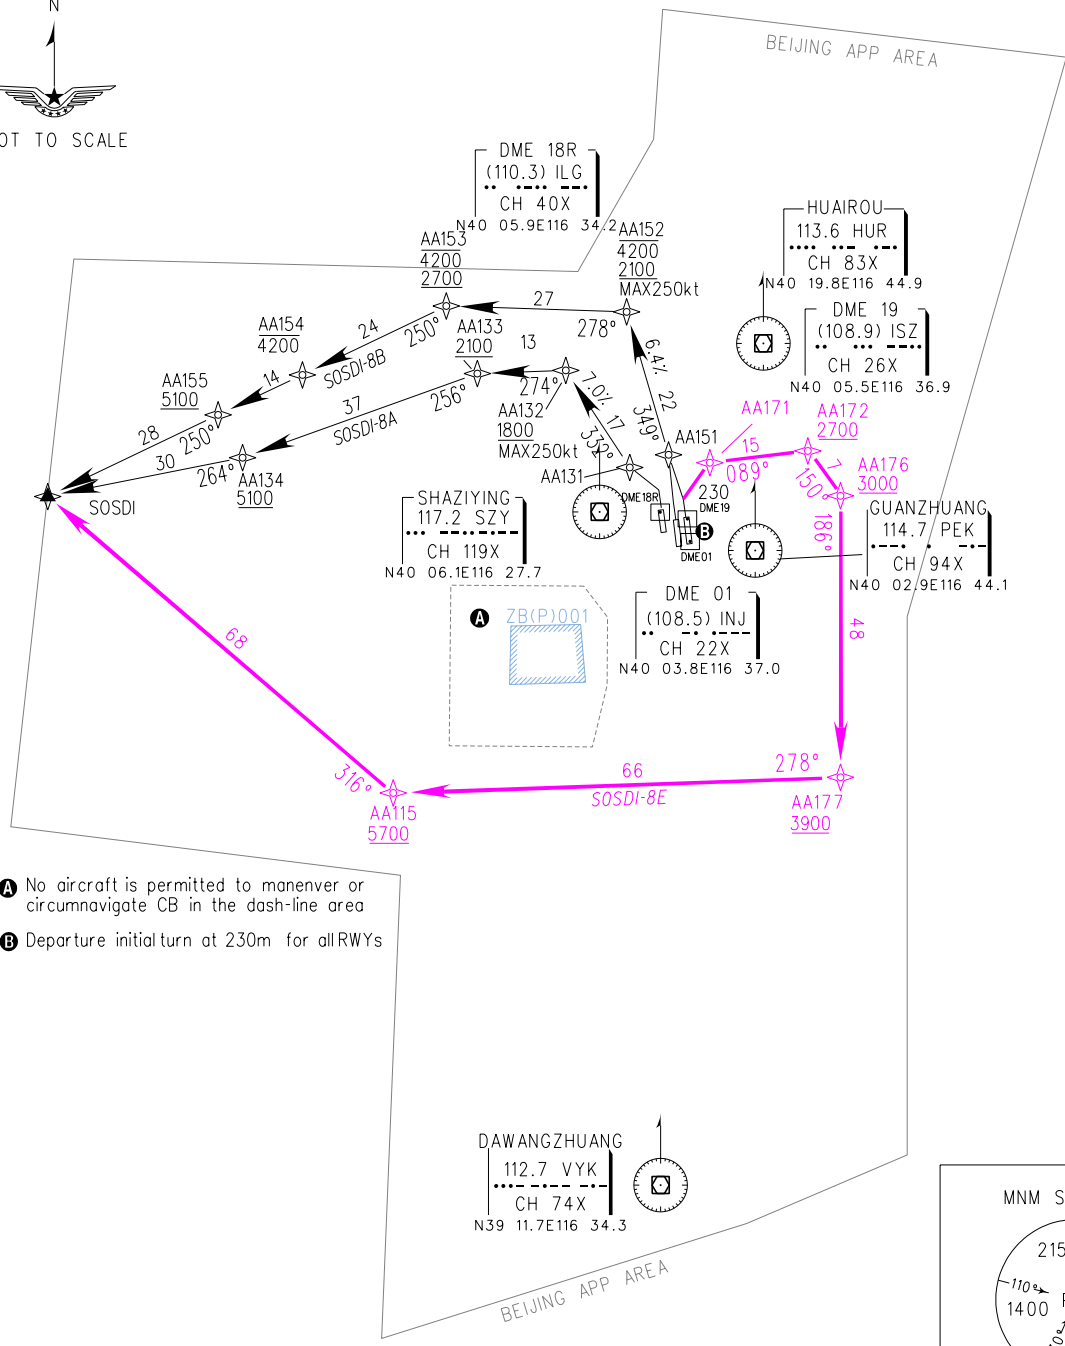 N
OT TO SCALE
BEIJING APP AREA
DME 18R
(110.3) ILG
CH 40X
N40 05.9E116 34.2
HUAIROU
113.6 HUR
CH 83X
N40 19.8E116 44.9
DME 19
(108.9) ISZ
CH 26X
N40 05.5E116 36.9
AA153
4200
2700
AA152
4200
2100
MAX250kt
27
278°
24
250°
SOSDI-8B
AA154
4200
AA133
2100
13
274°
14
AA155
5100
37
256°
SOSDI-8A
AA132
1800
MAX250kt
7.0% 17
332°
6.4% 22
349°
28
250°
30
264°
AA134
5100
SOSDI
AA131
AA151
AA171
15
089°
AA172
2700
7
150°
AA176
3000
186°
230
DME18R
DME19
DME01
B
SHAZIYING
117.2 SZY
CH 119X
N40 06.1E116 27.7
GUANZHUANG
114.7 PEK
CH 94X
N40 02.9E116 44.1
DME 01
(108.5) INJ
CH 22X
N40 03.8E116 37.0
A
ZB(P)001
48
68
316°
AA115
5700
66
SOSDI-8E
278°
AA177
3900
A No aircraft is permitted to manenver or
circumnavigate CB in the dash-line area
B Departure initial turn at 230m for all RWYs
DAWANGZHUANG
112.7 VYK
CH 74X
N39 11.7E116 34.3
BEIJING APP AREA
MNM S
215
110°
1400